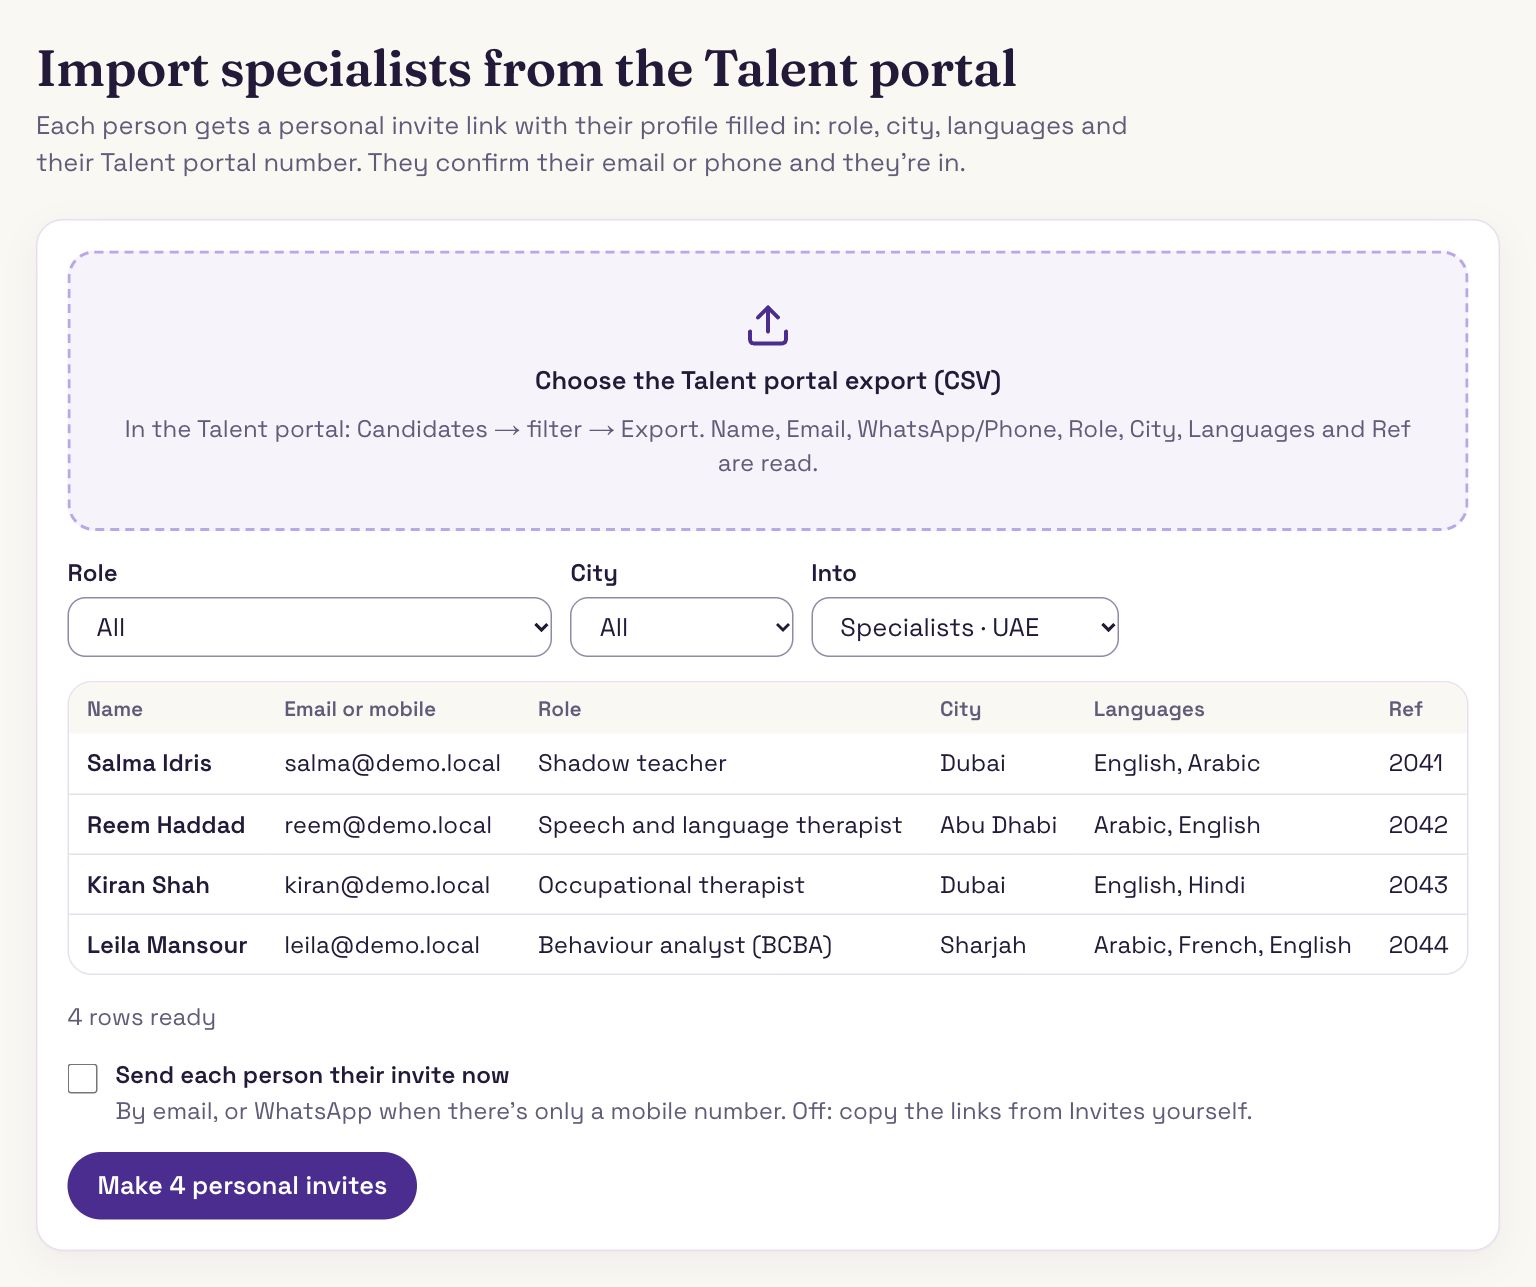 Import specialists from the Talent portal
Each person gets a personal invite link with their profile filled in: role, city, languages and
their Talent portal number. They confirm their email or phone and they're in.
Choose the Talent portal export (CSV)
In the Talent portal: Candidates → filter → Export. Name, Email, WhatsApp/Phone, Role, City, Languages and Ref
are read.
Role City Into
All All Specialists · UAE
Name Email or mobile Role City Languages Ref
Salma Idris salma@demo.local Shadow teacher Dubai English, Arabic 2041
Reem Haddad reem@demo.local Speech and language therapist Abu Dhabi Arabic, English 2042
Kiran Shah kiran@demo.local Occupational therapist Dubai English, Hindi 2043
Leila Mansour leila@demo.local Behaviour analyst (BCBA) Sharjah Arabic, French, English 2044
4 rows ready
Send each person their invite now
By email, or WhatsApp when there's only a mobile number. Off: copy the links from Invites yourself.
Make 4 personal invites